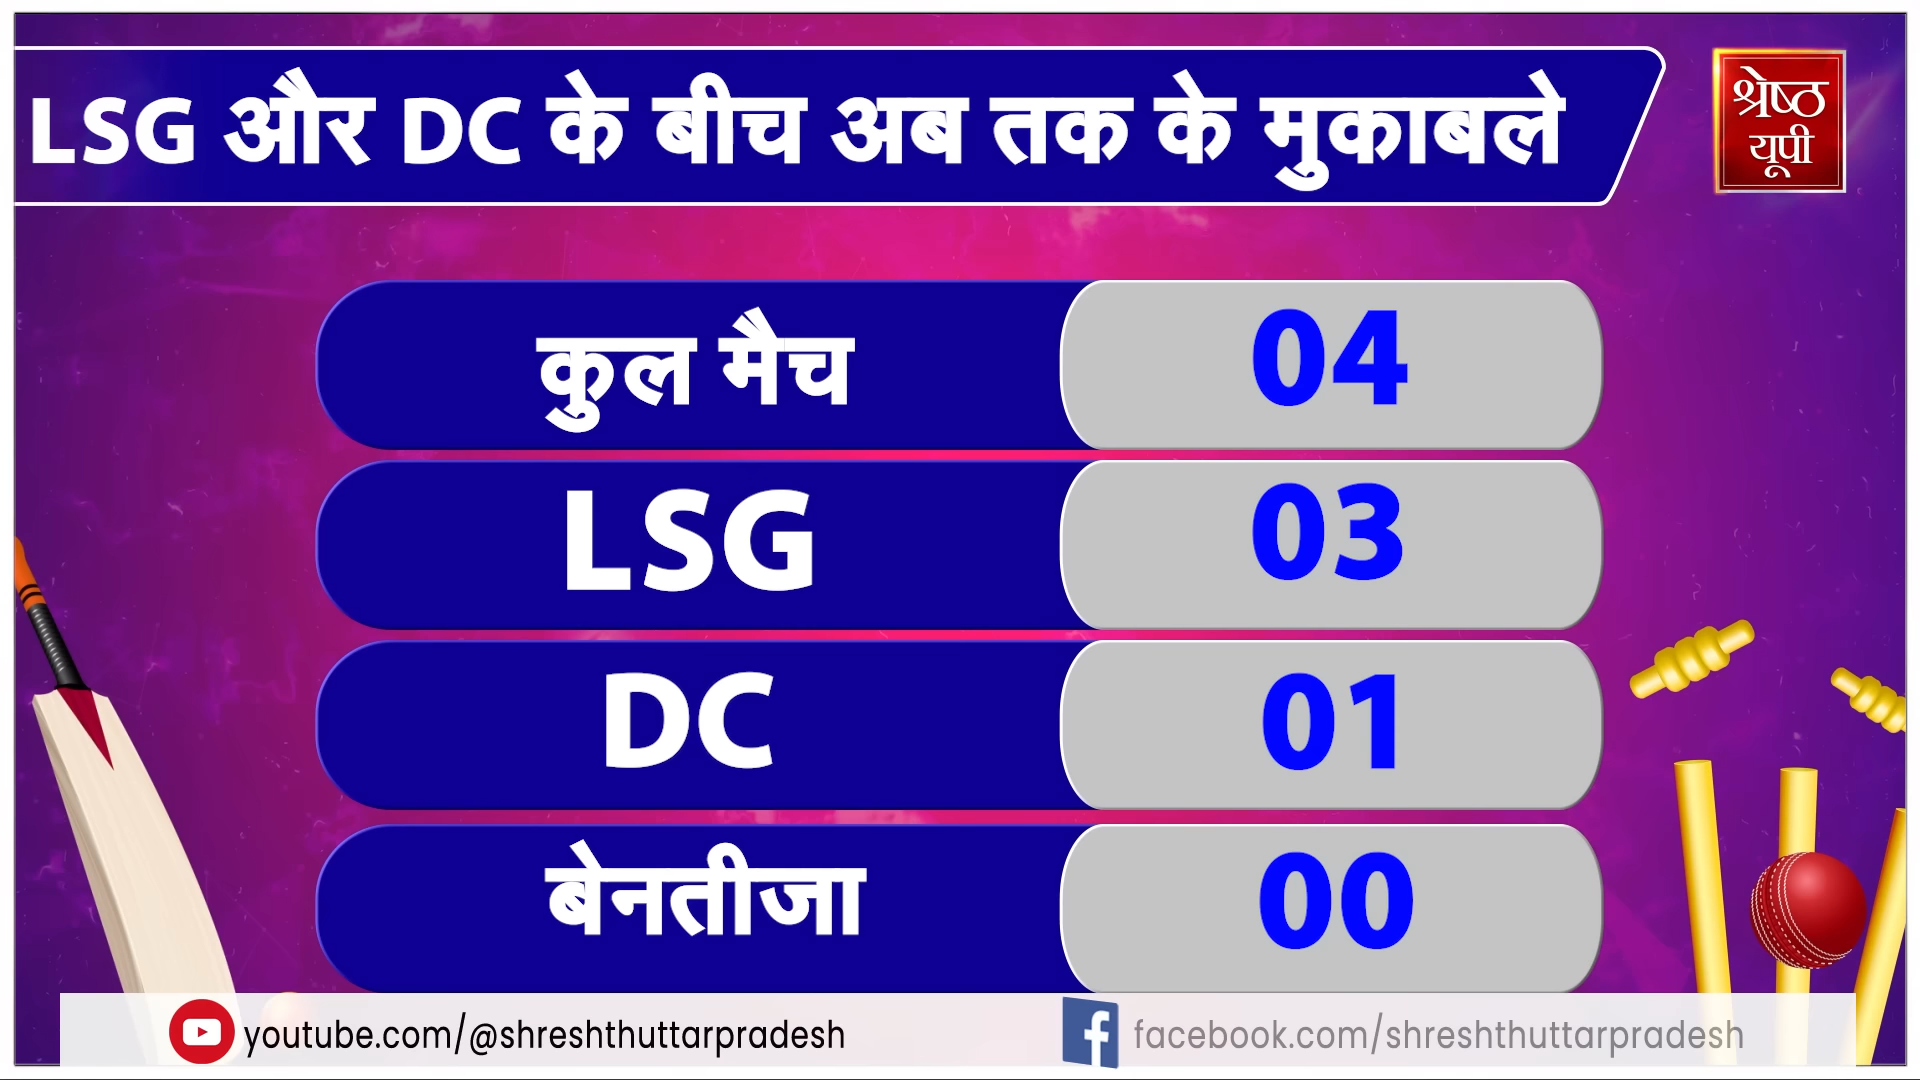 LSG और DC के बीच अब तक के मुकाबले
श्रेष्ठ
यूपी
कुल मैच 04
LSG 03
DC 01
बेनतीजा 00
youtube.com/@shreshthuttarpradesh
facebook.com/shreshthuttarpradesh